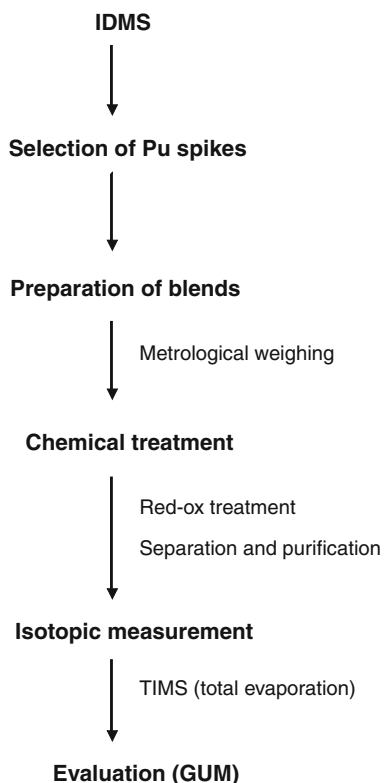 IDMS
Selection of Pu spikes
Preparation of blends
Metrological weighing
Chemical treatment
Red-ox treatment
Separation and purification
Isotopic measurement
TIMS (total evaporation)
Evaluation (GUM)